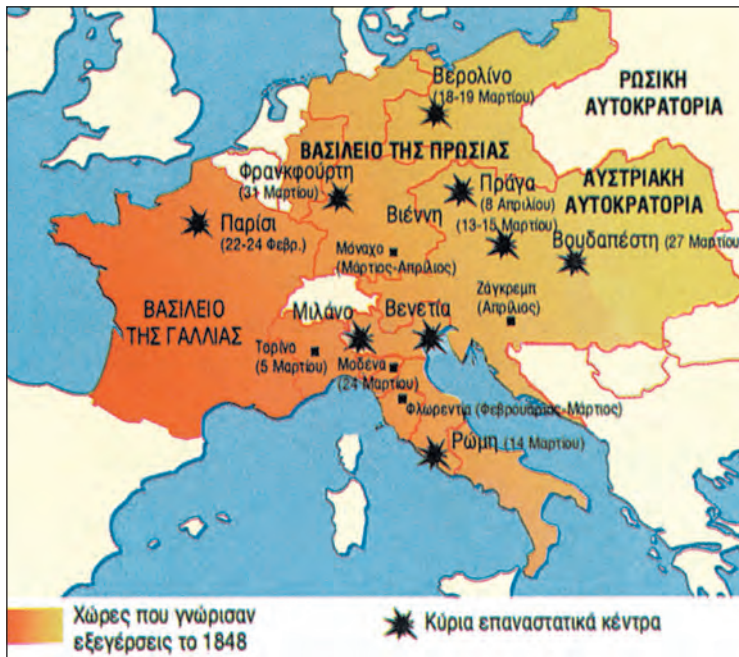 Βερολίνο
(18-19 Μαρτίου)
ΡΩΣΙΚΗ
ΑΥΤΟΚΡΑΤΟΡΙΑ
ΒΑΣΙΛΕΙΟ ΤΗΣ ΠΡΩΣΙΑΣ
Φρανκφούρτη
(31 Μαρτίου)
Πράγα
(8 Απριλίου)
ΑΥΣΤΡΙΑΚΗ
ΑΥΤΟΚΡΑΤΟΡΙΑ
Παρίσι
(22-24 Φεβρ.)
Βιέννη
(13-15 Μαρτίου)
Βουδαπέστη (27 Μαρτίου
Μόναχο
(Μάρτιος-Απρίλιος)
Ζάγκρεμπ
(Απρίλιος)
ΒΑΣΙΛΕΙΟ
ΤΗΣ ΓΑΛΛΙΑΣ
Μιλάνο
Βενετία
Τορίνο
(5 Μαρτίου)
Μοδένα
(24 Μαρτίου)
Φλωρεντία (Φεβρουάριος-Μάρτιος)
Ρώμη (14 Μαρτίου)
Χώρες που γνώρισαν
εξεγέρσεις το 1848
Κύρια επαναστατικά κέντρα